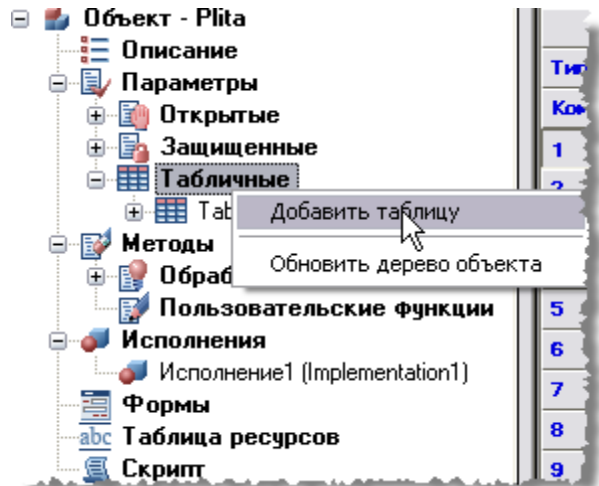 Объект - Plita
Описание
Параметры
Открытые
Защищенные
Табличные
Добавить таблицу
Обновить дерево объекта
Методы
Пользовательские функции
Исполнения
Исполнение1 (Implementation1)
Формы
abc Таблица ресурсов
Скрипт
1
5
6
7
8
9